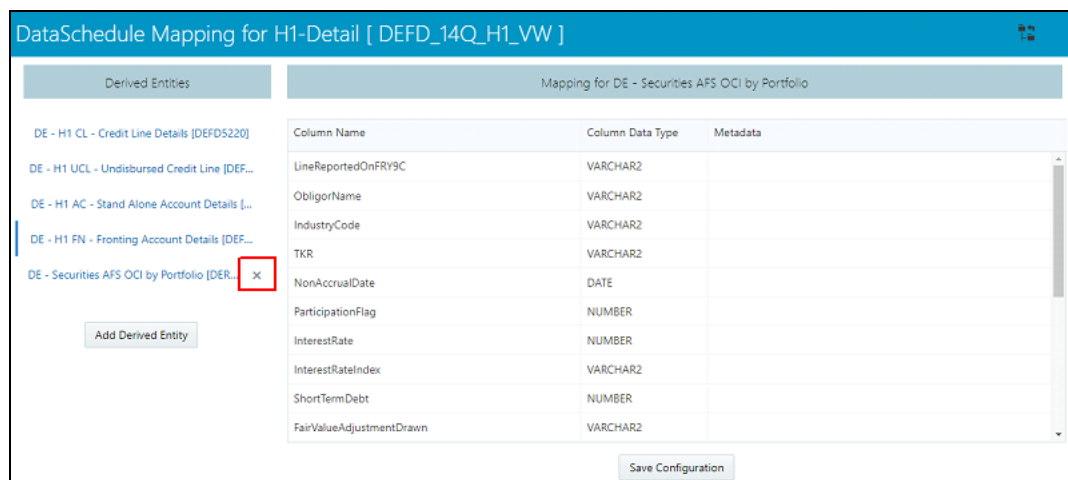 DataSchedule Mapping for H1-Detail [ DEFD_14Q_H1_VW ]
Derived Entities
DE - H1 CL - Credit Line Details [DEFD5220]
DE - H1 UCL - Undisbursed Credit Line [DEF...
DE - H1 AC - Stand Alone Account Details [...
DE - H1 FN - Fronting Account Details [DEF...
DE - Securities AFS OCI by Portfolio [DER... ×
Add Derived Entity
Mapping for DE - Securities AFS OCI by Portfolio
Column Name Column Data Type Metadata
LineReportedOnFRY9C VARCHAR2
ObligorName VARCHAR2
IndustryCode VARCHAR2
TKR VARCHAR2
NonAccrualDate DATE
ParticipationFlag NUMBER
InterestRate NUMBER
InterestRateIndex VARCHAR2
ShortTermDebt NUMBER
FairValueAdjustmentDrawn VARCHAR2
Save Configuration